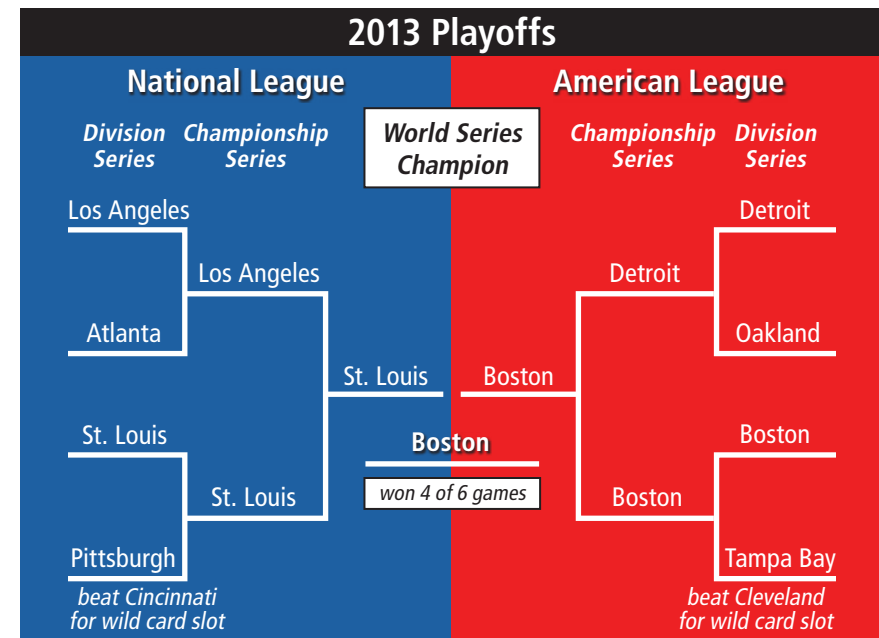 2013 Playoffs
National League
American League
Division
Series
Championship
Series
World Series
Champion
Championship
Series
Division
Series
Los Angeles
Atlanta
Los Angeles
St. Louis
Pittsburgh
beat Cincinnati
for wild card slot
St. Louis
St. Louis
Boston
Boston
won 4 of 6 games
Detroit
Boston
Detroit
Oakland
Boston
Tampa Bay
beat Cleveland
for wild card slot